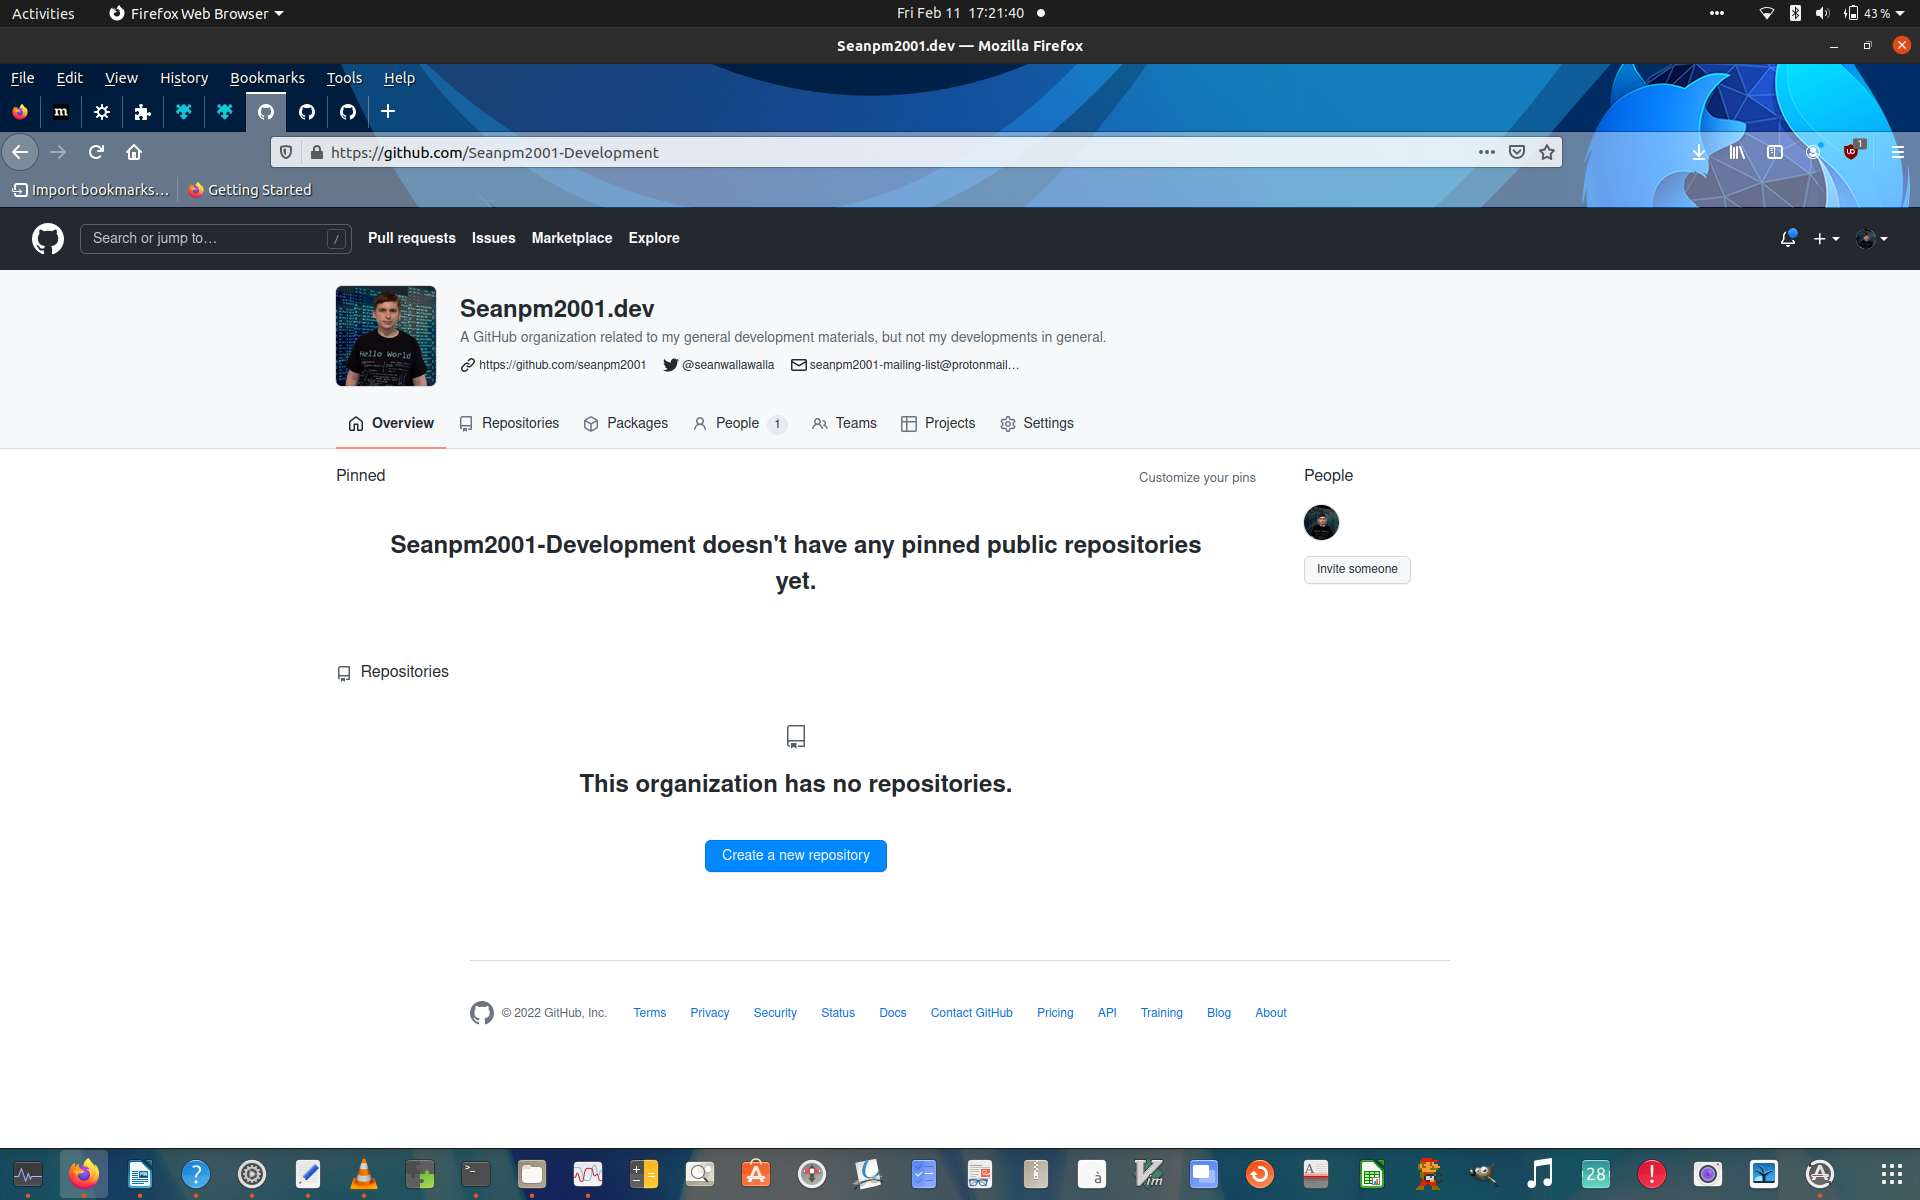 Activities Firefox Web Browser Fri Feb 11 17:21:40 43 %
Seanpm2001.dev — Mozilla Firefox
File Edit View History Bookmarks Tools Help
m
https://github.com/Seanpm2001-Development 1
Import bookmarks... Getting Started
Search or jump to... / Pull requests Issues Marketplace Explore
Seanpm2001.dev
A GitHub organization related to my general development materials, but not my developments in general.
Hello World
https://github.com/seanpm2001 @seanwallawalla seanpm2001-mailing-list@protonmail...
Overview Repositories Packages People 1 Teams Projects Settings
Pinned Customize your pins People
Seanpm2001-Development doesn't have any pinned public repositories
yet.
Invite someone
Repositories
This organization has no repositories.
Create a new repository
© 2022 GitHub, Inc. Terms Privacy Security Status Docs Contact GitHub Pricing API Training Blog About
28